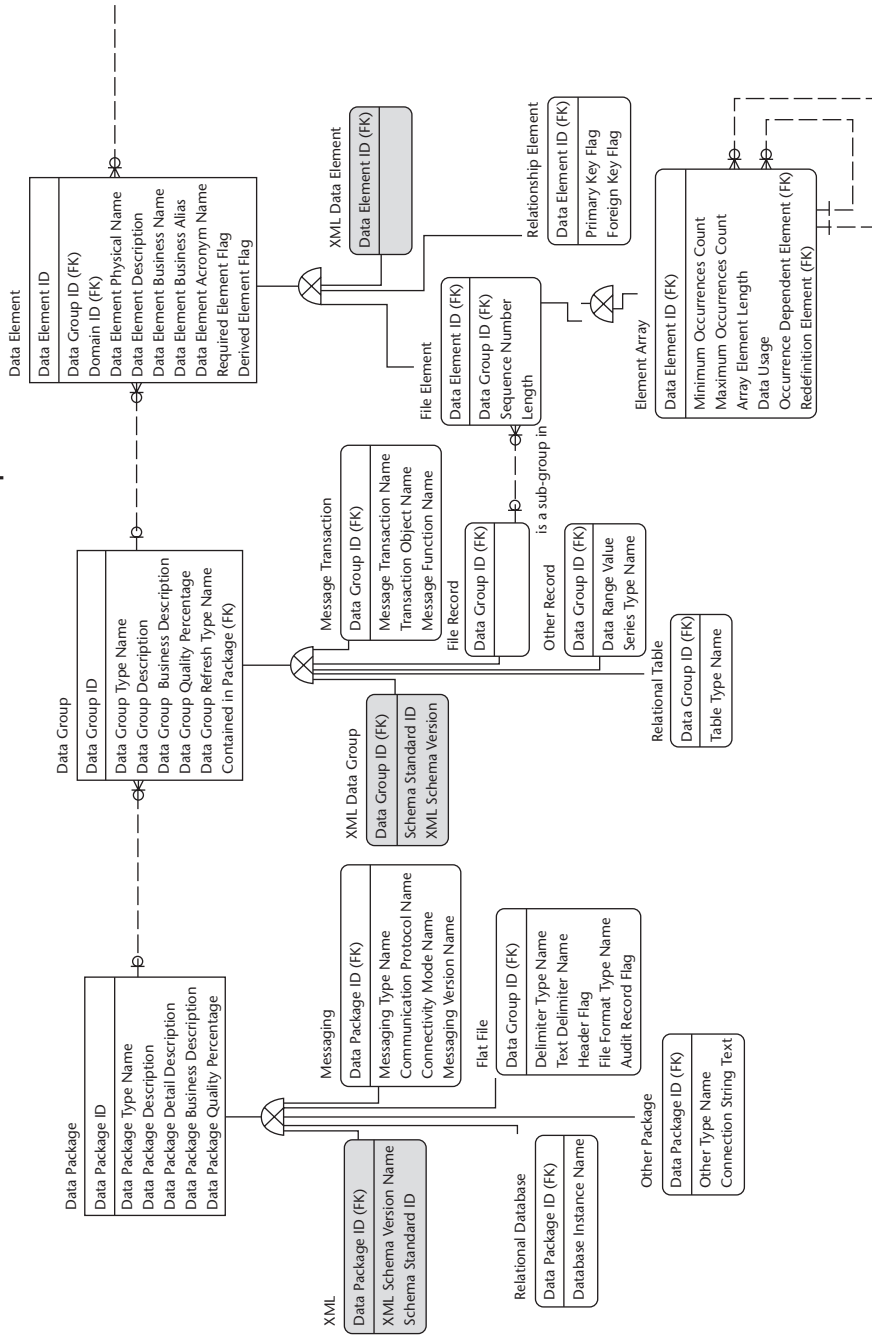 Data Package
Data Package ID
Data Package Type Name
Data Package Description
Data Package Detail Description
Data Package Business Description
Data Package Quality Percentage
XML
Data Package ID (FK)
XML Schema Version Name
Schema Standard ID
Messaging
Data Package ID (FK)
Messaging Type Name
Communication Protocol Name
Connectivity Mode Name
Messaging Version Name
Relational Database
Data Package ID (FK)
Database Instance Name
Flat File
Data Group ID (FK)
Delimiter Type Name
Text Delimiter Name
Header Flag
File Format Type Name
Audit Record Flag
Other Package
Data Package ID (FK)
Other Type Name
Connection String Text
Data Group
Data Group ID
Data Group Type Name
Data Group Description
Data Group Business Description
Data Group Quality Percentage
Data Group Refresh Type Name
Contained in Package (FK)
XML Data Group
Data Group ID (FK)
Schema Standard ID
XML Schema Version
Message Transaction
Data Group ID (FK)
Message Transaction Name
Transaction Object Name
Message Function Name
File Record
Data Group ID (FK)
is a sub-group in
Other Record
Data Group ID (FK)
Data Range Value
Series Type Name
Relational Table
Data Group ID (FK)
Table Type Name
Data Element
Data Element ID
Data Group ID (FK)
Domain ID (FK)
Data Element Physical Name
Data Element Description
Data Element Business Name
Data Element Business Alias
Data Element Acronym Name
Required Element Flag
Derived Element Flag
XML Data Element
Data Element ID (FK)
File Element
Data Element ID (FK)
Data Group ID (FK)
Sequence Number
Length
Relationship Element
Data Element ID (FK)
Primary Key Flag
Foreign Key Flag
Element Array
Data Element ID (FK)
Minimum Occurrences Count
Maximum Occurrences Count
Array Element Length
Data Usage
Occurrence Dependent Element (FK)
Redefinition Element (FK)